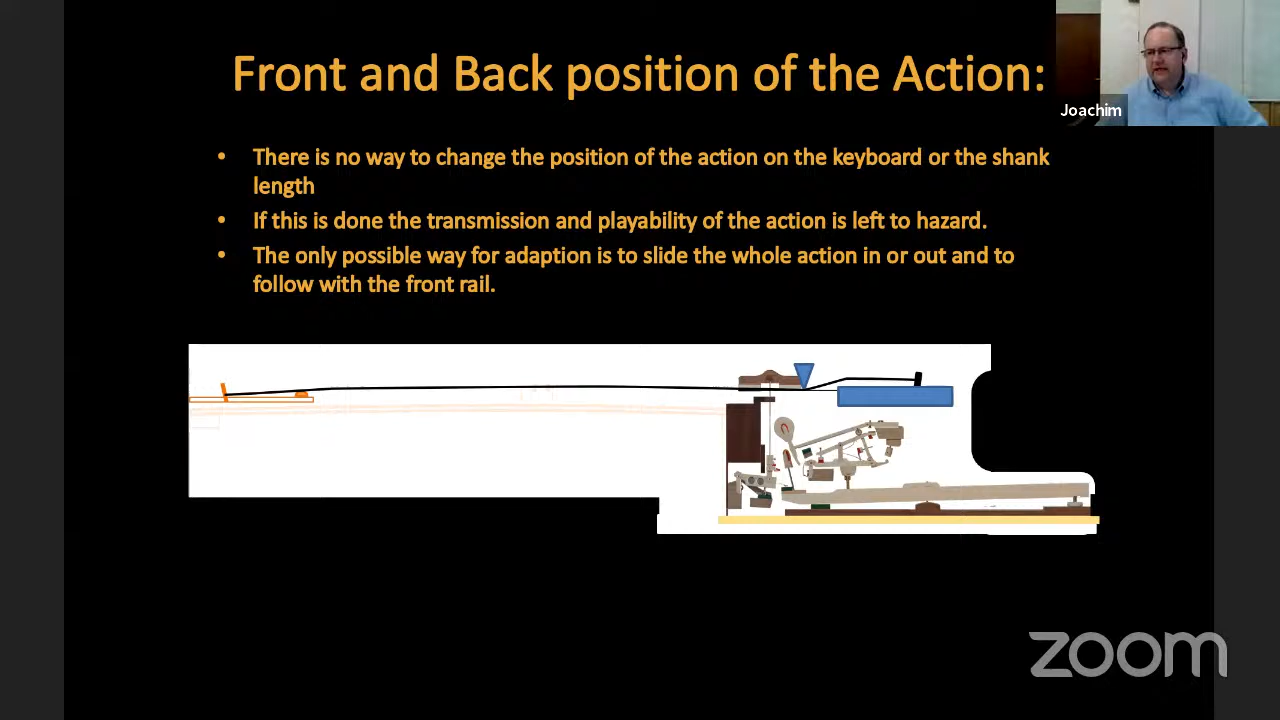 Front and Back position of the Action:
Joachim
• There is no way to change the position of the action on the keyboard or the shank
length
• If this is done the transmission and playability of the action is left to hazard.
• The only possible way for adaption is to slide the whole action in or out and to
follow with the front rail.
zoom